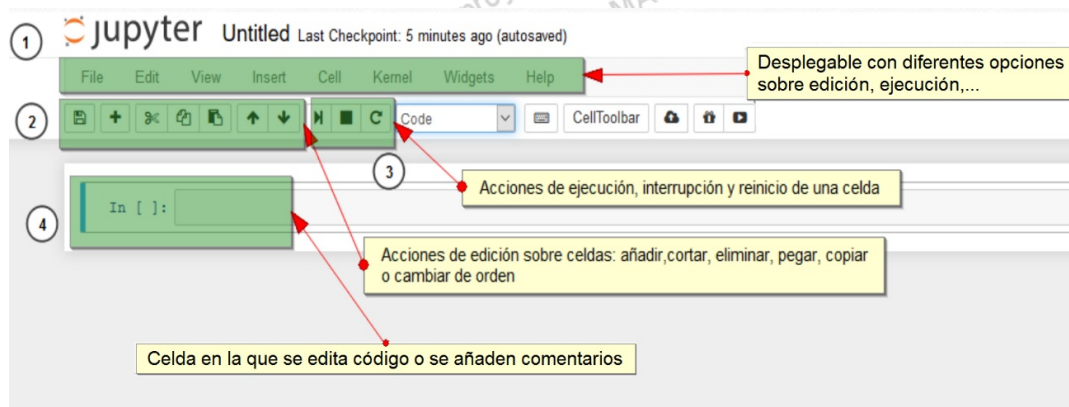 1
jupyter Untitled Last Checkpoint: 5 minutes ago (autosaved)
Desplegable con diferentes opciones
sobre edición, ejecución,...
File Edit View Insert Cell Kernel Widgets Help
2
Code
CellToolbar
3
Acciones de ejecución, interrupción y reinicio de una celda
4
In [ ]:
Acciones de edición sobre celdas: añadir,cortar, eliminar, pegar, copiar
o cambiar de orden
Celda en la que se edita código o se añaden comentarios